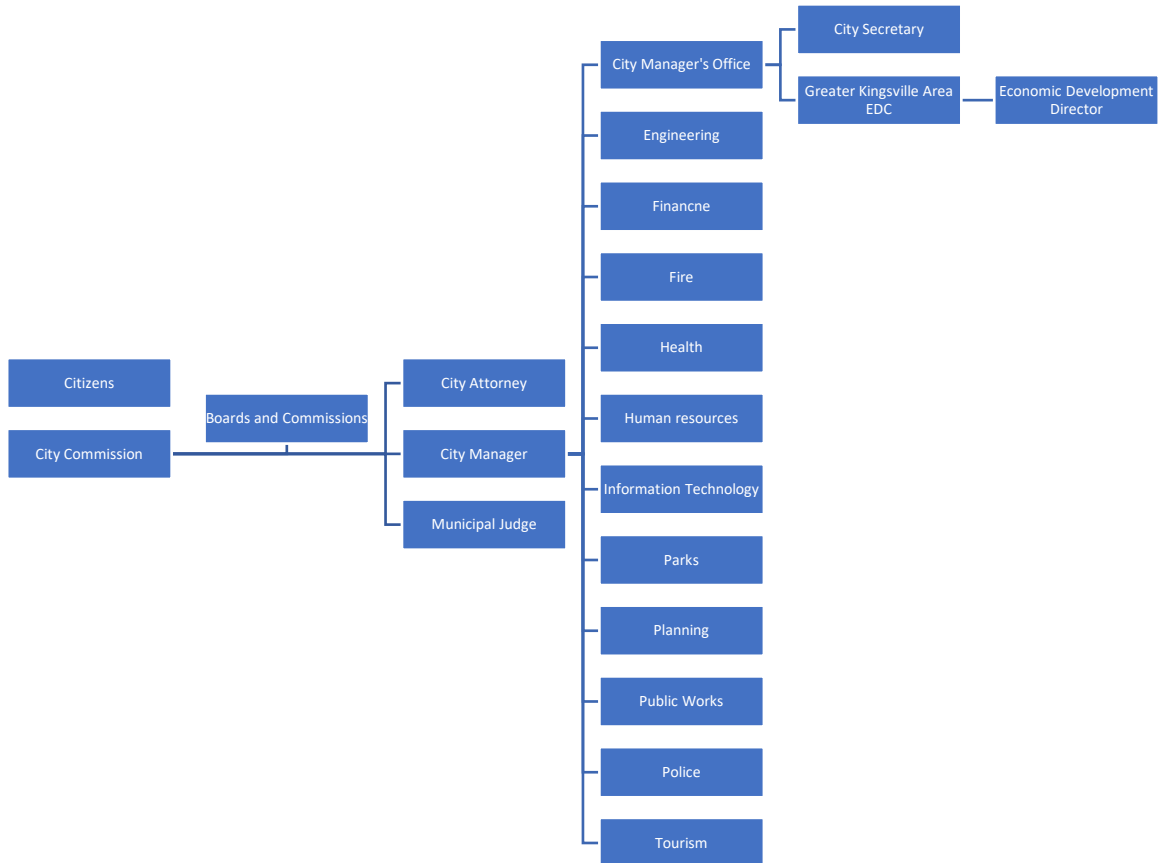 Citizens
City Commission
Boards and Commissions
City Attorney
City Manager
Municipal Judge
City Manager's Office
City Secretary
Greater Kingsville Area
EDC
Economic Development
Director
Engineering
Financne
Fire
Health
Human resources
Information Technology
Parks
Planning
Public Works
Police
Tourism